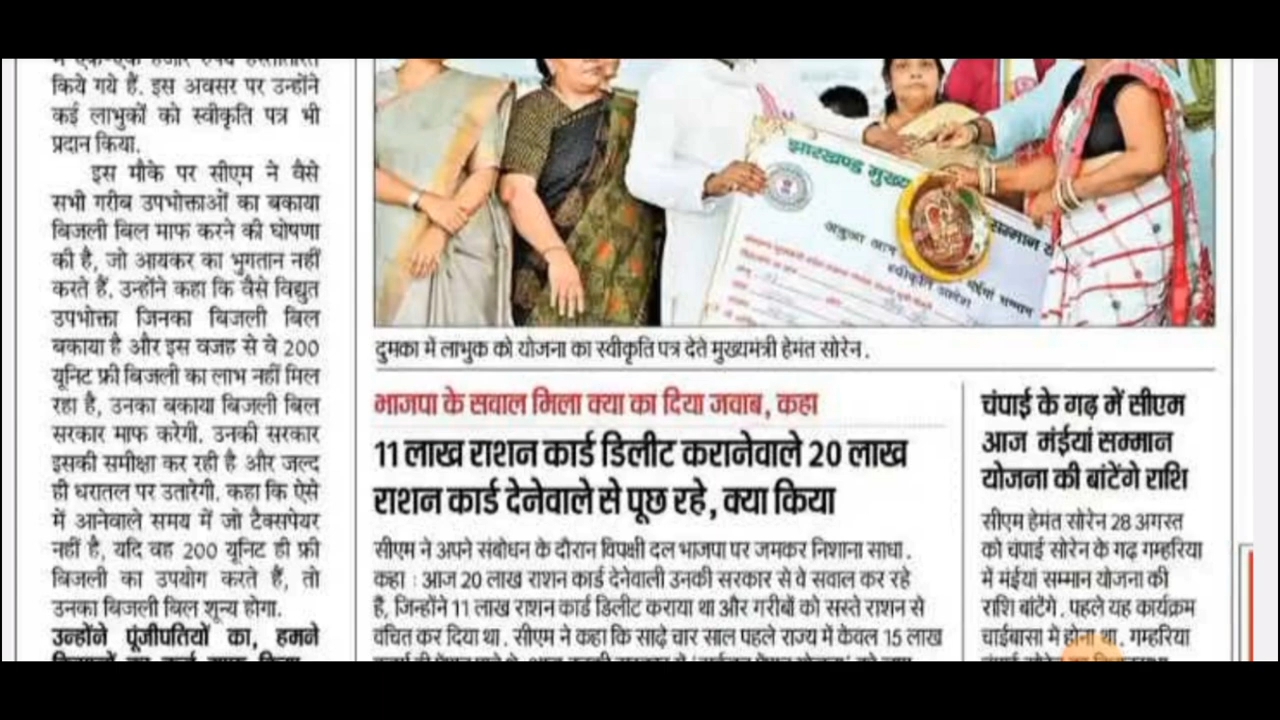 किये गये हैं. इस अवसर पर उन्होंने
कई लाभुकों को स्वीकृति पत्र भी
प्रदान किया.
इस मौके पर सीएम ने वैसे
सभी गरीब उपभोक्ताओं का बकाया
बिजली बिल माफ करने की घोषणा
की है, जो आयकर का भुगतान नहीं
करते हैं. उन्होंने कहा कि वैसे विद्युत
उपभोक्ता जिनका बिजली बिल
बकाया है और इस वजह से वे 200
यूनिट फ्री बिजली का लाभ नहीं मिल
रहा है, उनका बकाया बिजली बिल
सरकार माफ करेगी. उनकी सरकार
इसकी समीक्षा कर रही है और जल्द
ही धरातल पर उतारेगी. कहा कि ऐसे
में आनेवाले समय में जो टैक्सपेयर
नहीं है, यदि वह 200 यूनिट ही फ्री
बिजली का उपयोग करते हैं, तो
उनका बिजली बिल शून्य होगा.
उन्होंने पूंजीपतियों का, हमने
झारखण्ड मुख्य
सम्मान
स्वीकृति आदेश
दुमका में लाभुक को योजना का स्वीकृति पत्र देते मुख्यमंत्री हेमंत सोरेन.
भाजपा के सवाल मिला क्या का दिया जवाब, कहा
11 लाख राशन कार्ड डिलीट करानेवाले 20 लाख
राशन कार्ड देनेवाले से पूछ रहे, क्या किया
सीएम ने अपने संबोधन के दौरान विपक्षी दल भाजपा पर जमकर निशाना साधा.
कहा : आज 20 लाख राशन कार्ड देनेवाली उनकी सरकार से वे सवाल कर रहे
हैं, जिन्होंने 11 लाख राशन कार्ड डिलीट कराया था और गरीबों को सस्ते राशन से
वंचित कर दिया था. सीएम ने कहा कि साढ़े चार साल पहले राज्य में केवल 15 लाख
चंपाई के गढ़ में सीएम
आज मंईयां सम्मान
योजना की बांटेंगे राशि
सीएम हेमंत सोरेन 28 अगस्त
को चंपाई सोरेन के गढ़ गम्हरिया
में मंईयां सम्मान योजना की
राशि बांटेंगे. पहले यह कार्यक्रम
चाईबासा में होना था. गम्हरिया